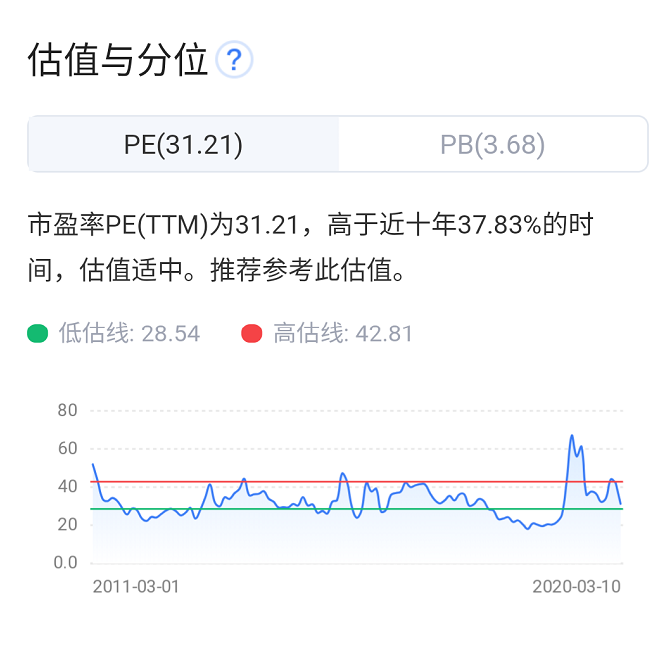 估值与分位 ?
PE(31.21) PB(3.68)
市盈率PE(TTM)为31.21，高于近十年37.83%的时
间，估值适中。推荐参考此估值。
低估线: 28.54 高估线: 42.81
80
60
40
20
0.0
2011-03-01 2020-03-10